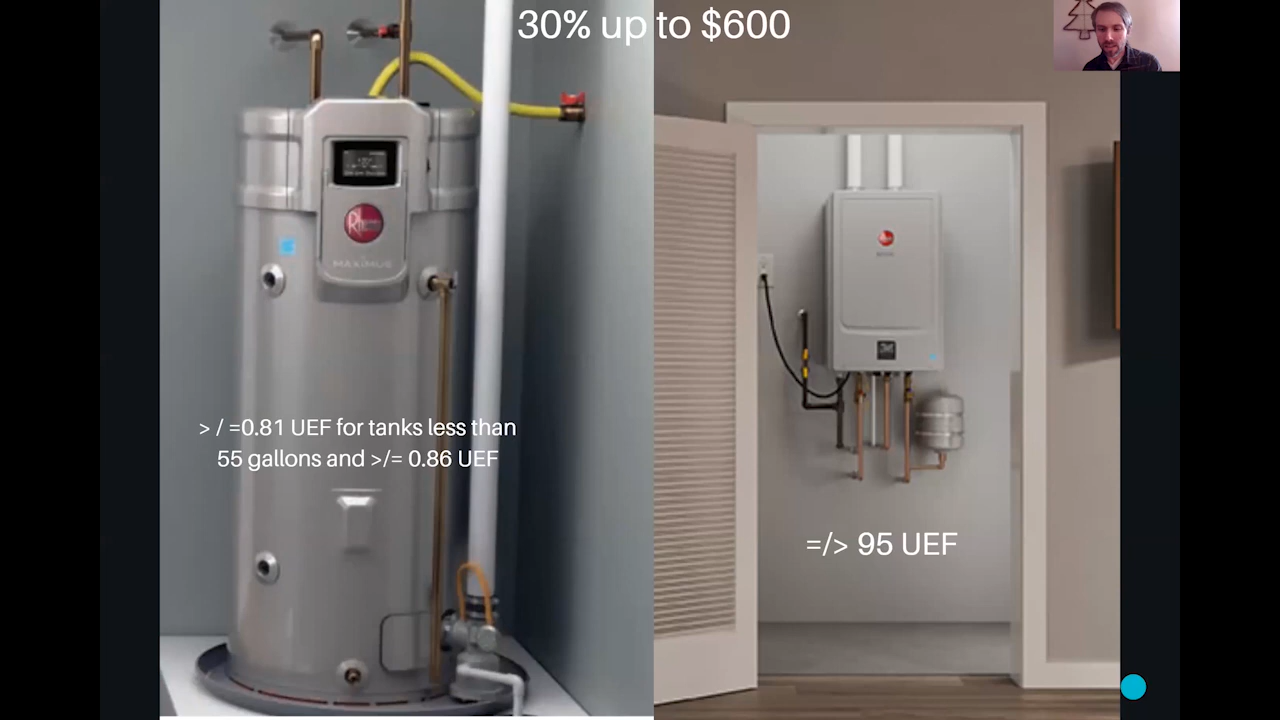 30% up to $600
MAXIMUS
> / =0.81 UEF for tanks less than
55 gallons and >/= 0.86 UEF
=/> 95 UEF